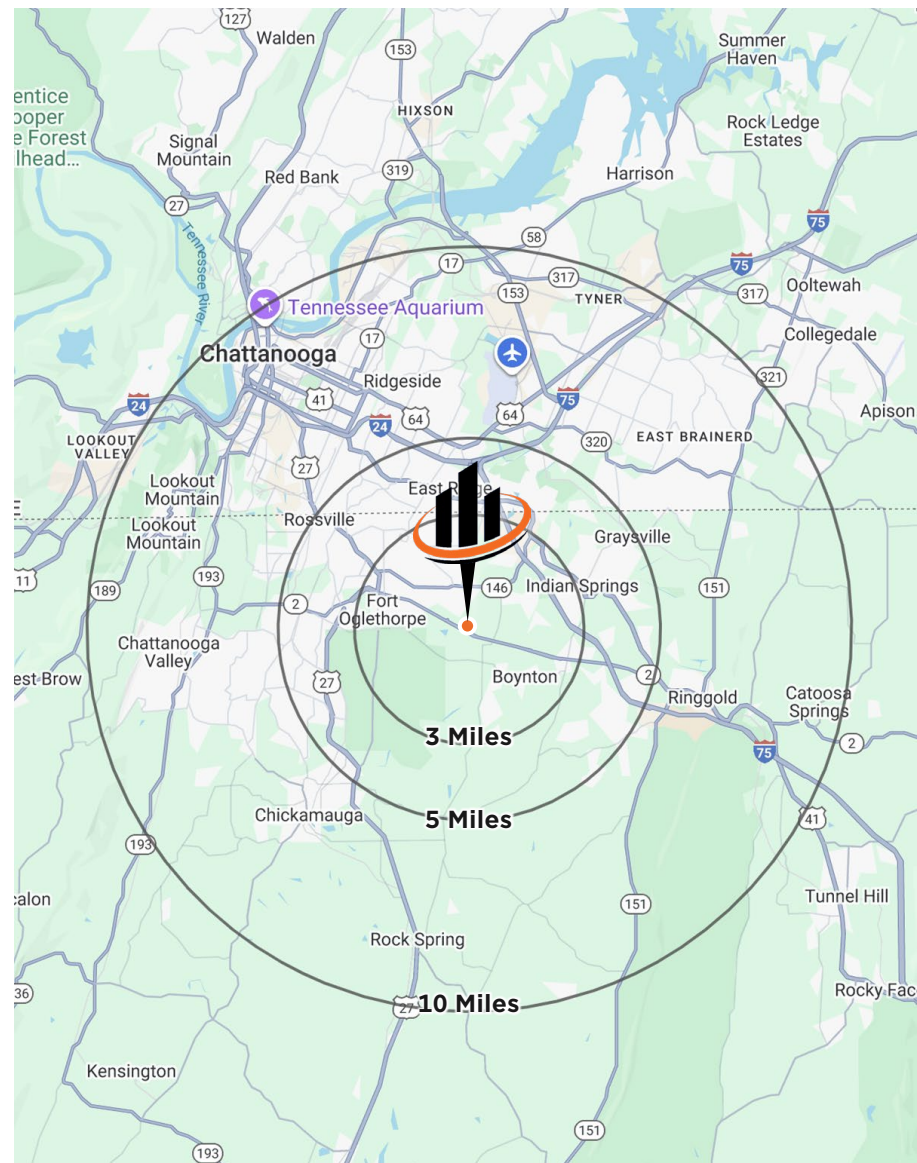 127
Walden
153
Summer
Haven
entice
ooper
e Forest
lhead...
HIXSON
Rock Ledge
Estates
Signal
Mountain
319
Red Bank
Harrison
27
75
Tennessee River
58
17
75
317
153
TYNER
317
Ooltewah
Tennessee Aquarium
17
Collegedale
Chattanooga
Ridgeside
321
24
41
75
64
64
24
Apison
LOOKOUT
VALLEY
320
EAST BRAINERD
27
Lookout
Mountain
East Ridge
E
Rossville
Lookout
Mountain
Graysville
11
193
189
146
Indian Springs
151
2
Fort
Oglethorpe
Chattanooga
Valley
est Brow
27
Boynton
2
Ringgold
Catoosa
Springs
3 Miles
75
2
Chickamauga
5 Miles
41
193
calon
151
Tunnel Hill
Rock Spring
36
27
10 Miles
Rocky Fac
Kensington
151
193